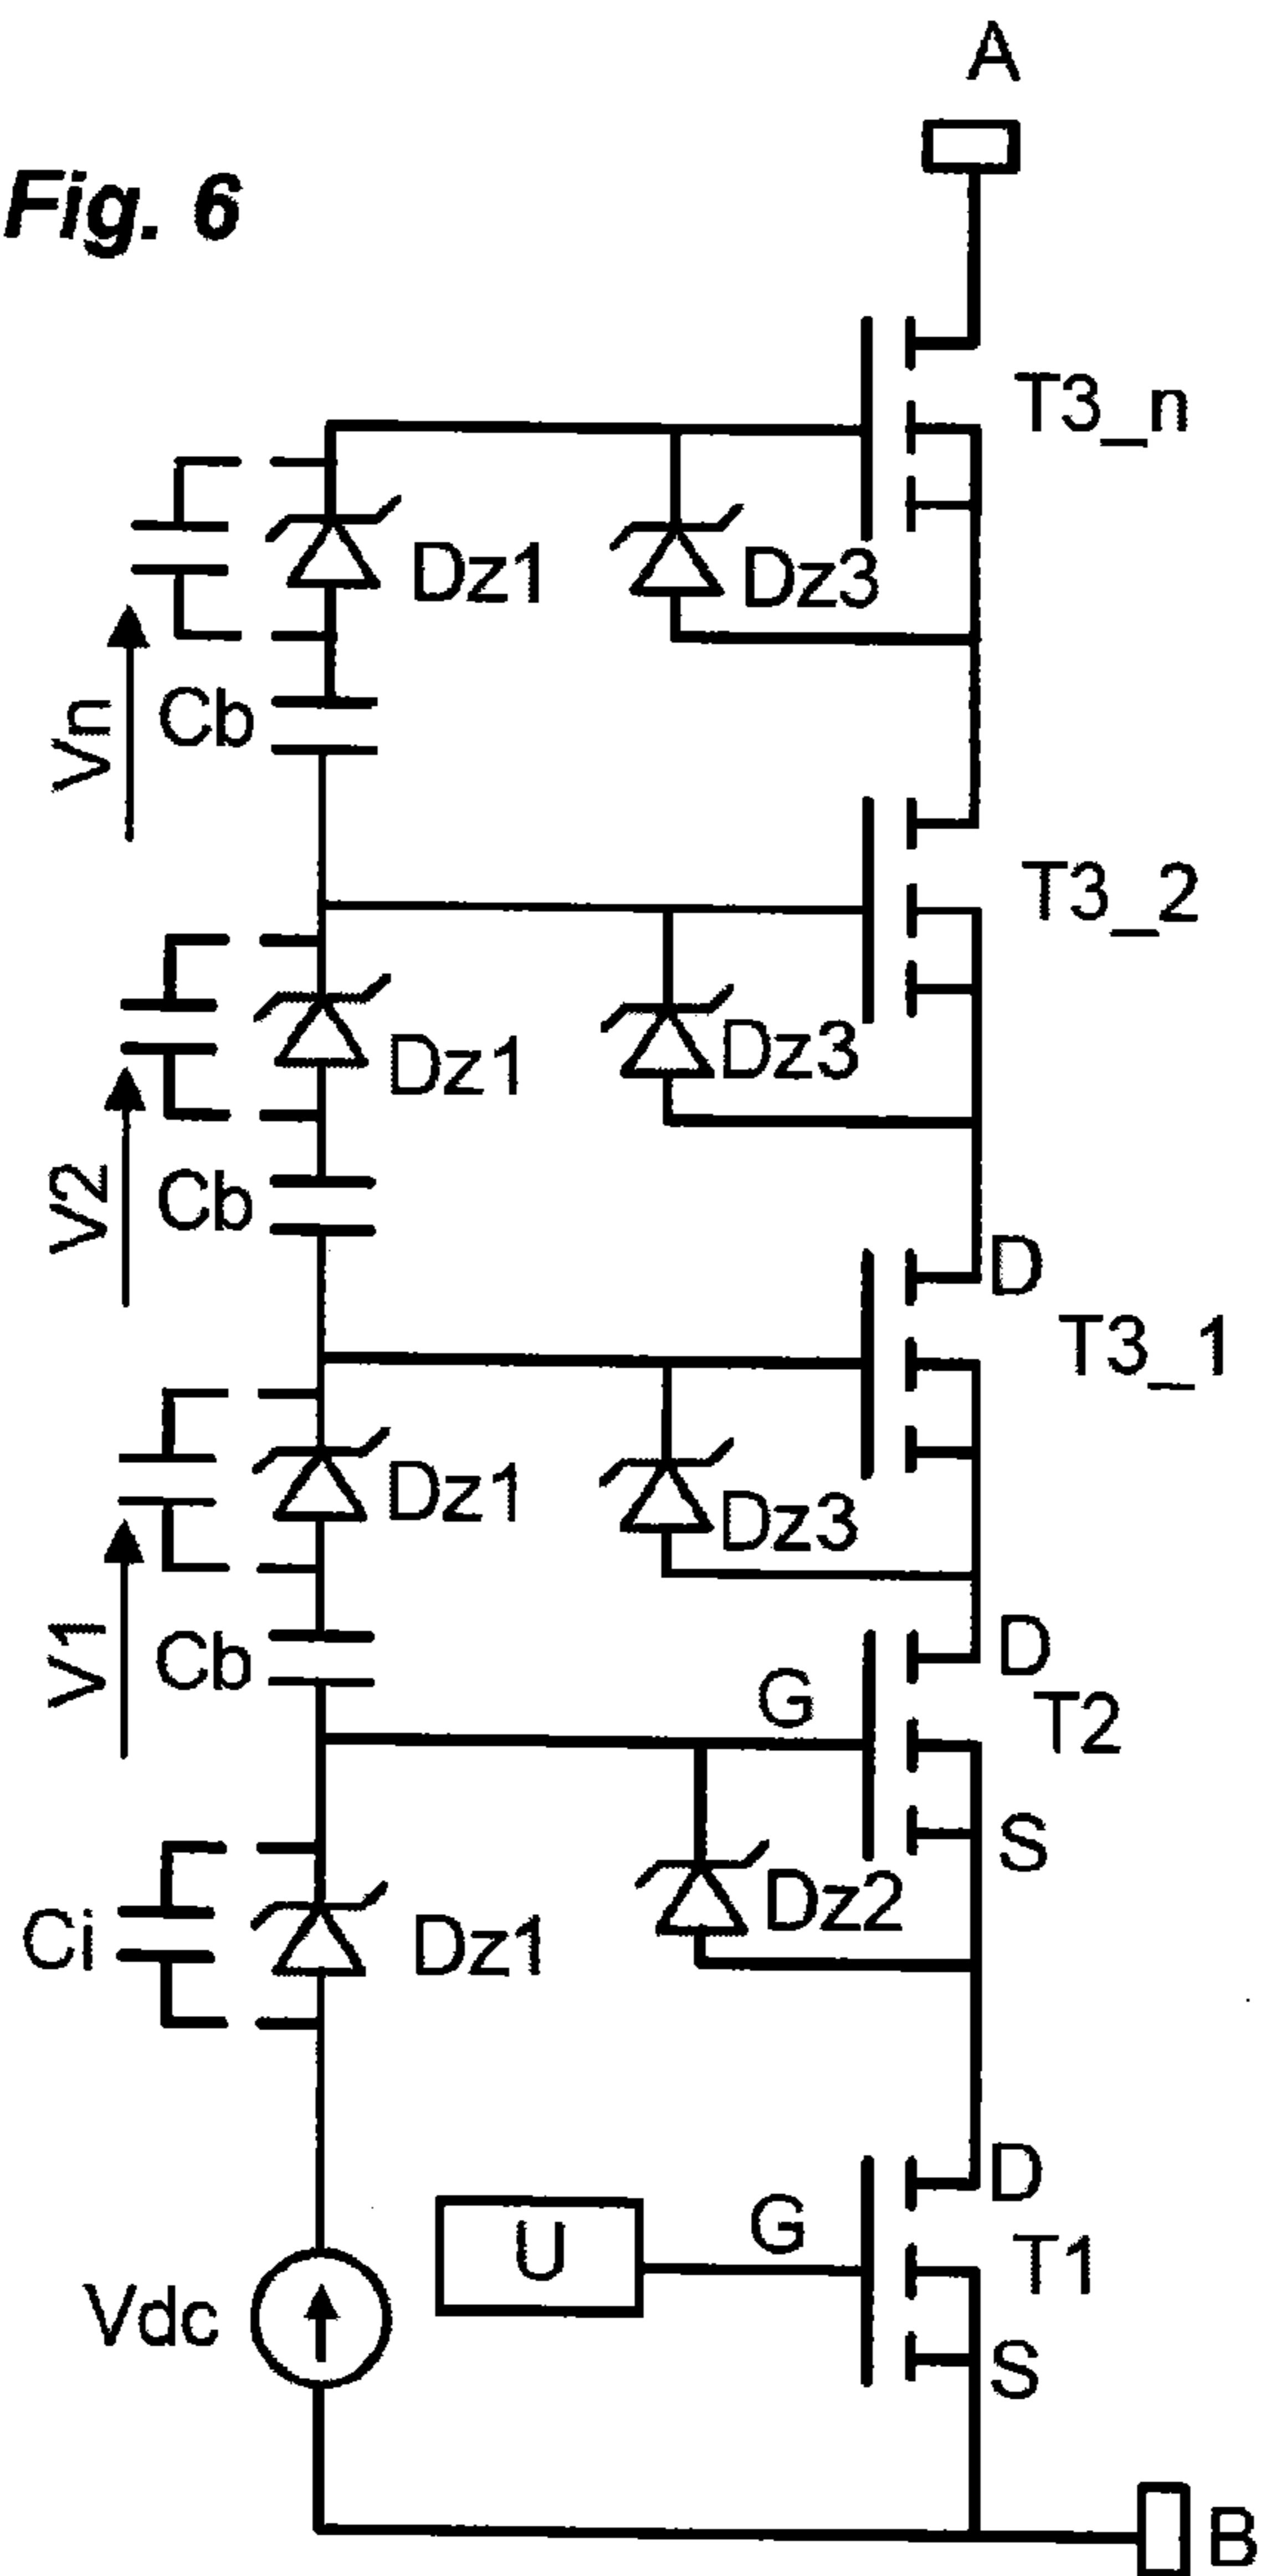 A
Fig. 6
T3_n
Dz1
Dz3
Vn
Cb
T3_2
Dz1
Dz3
V2
Cb
D
T3_1
Dz1
Dz3
V1
Cb
D
G
T2
S
Ci
Dz1
Dz2
D
U
G
T1
Vdc
S
B